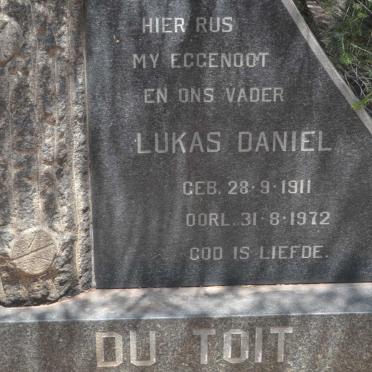 HIER RUS
MY EGGENOOT
EN ONS VADER
LUKAS DANIEL
GEB. 28·9·1911
OORL. 31·8·1972
GOD IS LIEFDE.
DU TOIT